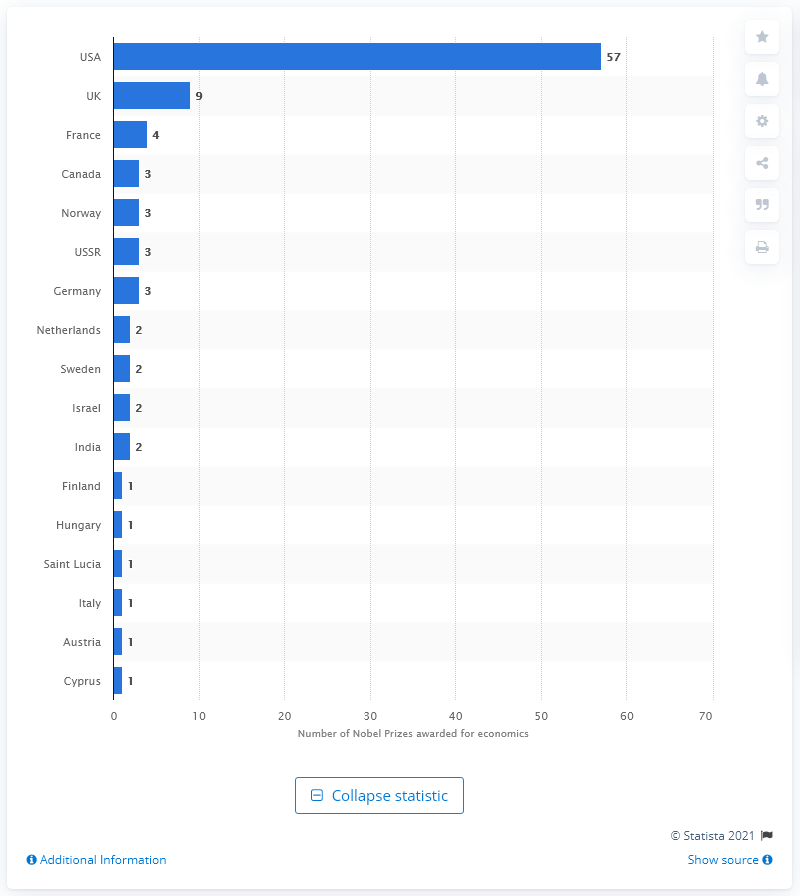 USA 57
UK 9
France 4
Canada 3
Norway 3
USSR 3
Germany 3
Netherlands 2
Sweden 2
Israel 2
India 2
Finland 1
Hungary 1
Saint Lucia 1
Italy 1
Austria 1
Cyprus 1
0 10 20 30 40 50 60 70
Number of Nobel Prizes awarded for economics
Collapse statistic
© Statista 2021
Additional Information Show source